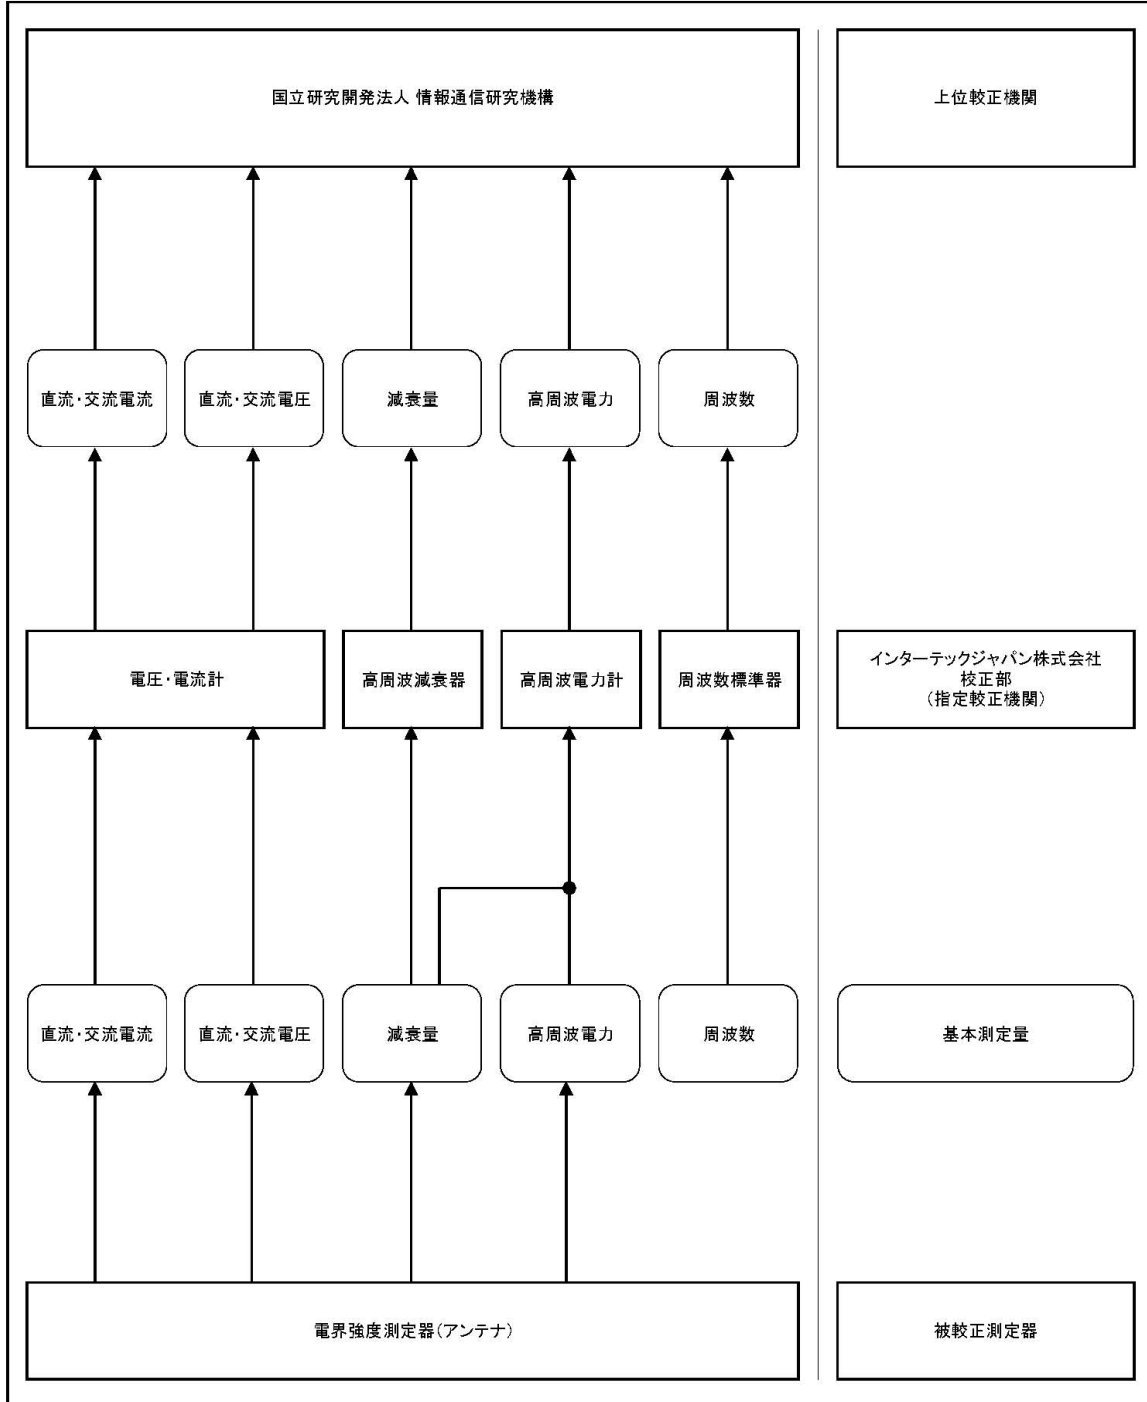 国立研究開発法人 情報通信研究機構
上位較正機関
直流・交流電流
直流・交流電圧
減衰量
高周波電力
周波数
電圧・電流計
高周波減衰器
高周波電力計
周波数標準器
インターテックジャパン株式会社
校正部
（指定較正機関）
直流・交流電流
直流・交流電圧
減衰量
高周波電力
周波数
基本測定量
電界強度測定器（アンテナ）
被較正測定器